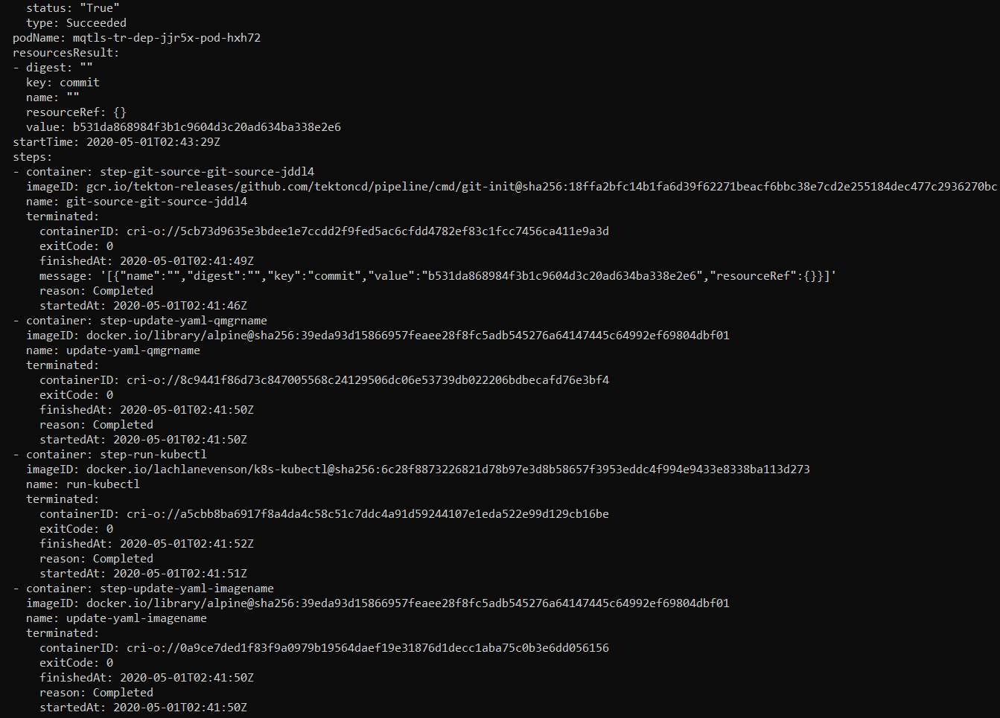 status: "True"
type: Succeeded
podName: mqtls-tr-dep-jjr5x-pod-hxh72
resourcesResult:
- digest: ""
key: commit
name: ""
resourceRef: {}
value: b531da868984f3b1c9604d3c20ad634ba338e2e6
startTime: 2020-05-01T02:43:29Z
steps:
- container: step-git-source-git-source-jddl4
imageID: gcr.io/tekton-releases/github.com/tektoncd/pipeline/cmd/git-init@sha256:18ffa2bfc14b1fa6d39f62271beacf6bbc38e7cd2e255184dec477c2936270bc
name: git-source-git-source-jddl4
terminated:
containerID: cri-o://5cb73d9635e3bdee1e7ccdd2f9fed5ac6cfdd4782ef83c1fcc7456ca411e9a3d
exitCode: 0
finishedAt: 2020-05-01T02:41:49Z
message: '[{"name":"","digest":"","key":"commit","value":"b531da868984f3b1c9604d3c20ad634ba338e2e6","resourceRef":{}}]'
reason: Completed
startedAt: 2020-05-01T02:41:46Z
- container: step-update-yaml-qmgrname
imageID: docker.io/library/alpine@sha256:39eda93d15866957feaee28f8fc5adb545276a64147445c64992ef69804dbf01
name: update-yaml-qmgrname
terminated:
containerID: cri-o://8c9441f86d73c847005568c24129506dc06e53739db022206bdbecafd76e3bf4
exitCode: 0
finishedAt: 2020-05-01T02:41:50Z
reason: Completed
startedAt: 2020-05-01T02:41:50Z
- container: step-run-kubectl
imageID: docker.io/lachlanevenson/k8s-kubectl@sha256:6c28f8873226821d78b97e3d8b58657f3953eddc4f994e9433e8338ba113d273
name: run-kubectl
terminated:
containerID: cri-o://a5cbb8ba6917f8a4da4c58c51c7ddc4a91d59244107e1eda522e99d129cb16be
exitCode: 0
finishedAt: 2020-05-01T02:41:52Z
reason: Completed
startedAt: 2020-05-01T02:41:51Z
- container: step-update-yaml-imagename
imageID: docker.io/library/alpine@sha256:39eda93d15866957feaee28f8fc5adb545276a64147445c64992ef69804dbf01
name: update-yaml-imagename
terminated:
containerID: cri-o://0a9ce7ded1f83f9a0979b19564daef19e31876d1decc1aba75c0b3e6dd056156
exitCode: 0
finishedAt: 2020-05-01T02:41:50Z
reason: Completed
startedAt: 2020-05-01T02:41:50Z